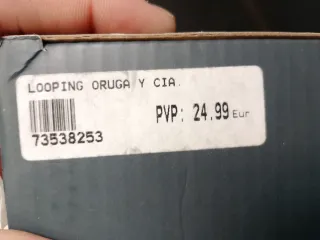 LOOPING ORUGA Y CIA.
PVP: 24.99 Eur
73538253